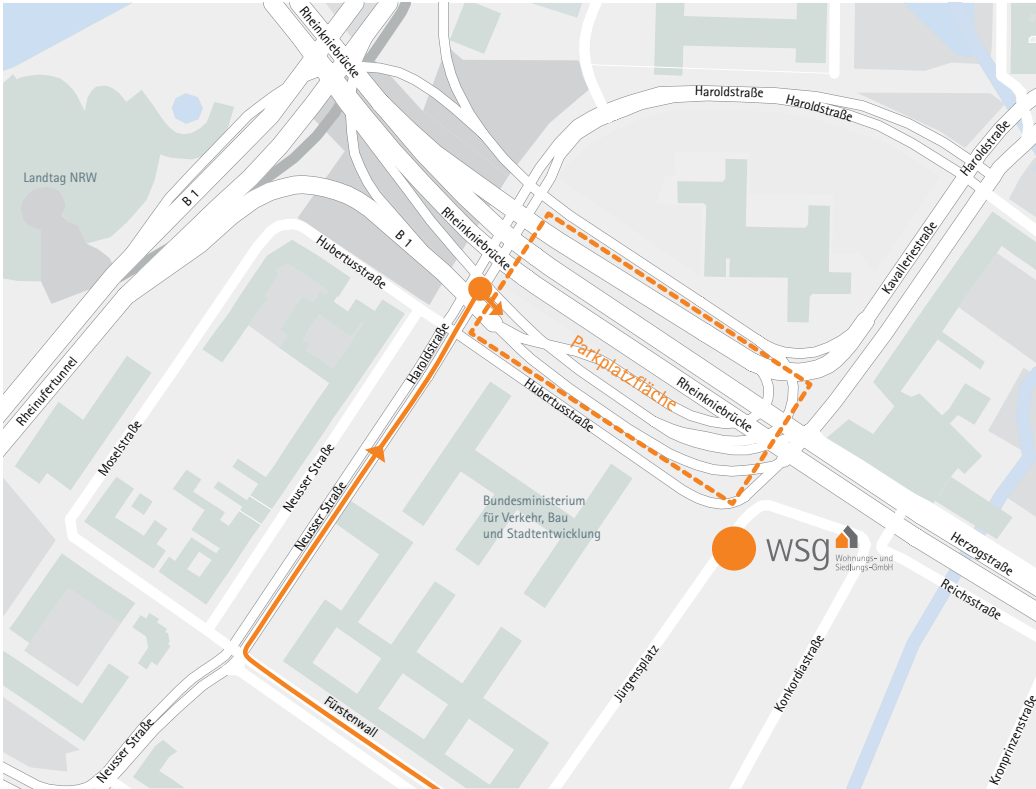 Rheinkniebrücke
Haroldstraße
Haroldstraße
Haroldstraße
Landtag NRW
B 1
Rheinkniebrücke
B 1
Hubertusstraße
Kavalleriestraße
Haroldstraße
Parkplatzfläche
Rheinkniebrücke
Hubertusstraße
Rheinufertunnel
Moselstraße
Neusser Straße
Neusser Straße
Bundesministerium
für Verkehr, Bau
und Stadtentwicklung
wsg
Wohnungs- und
Siedlungs-GmbH
Herzogstraße
Reichsstraße
Jürgensplatz
Konkordiastraße
Kronprinzenstraße
Fürstenwall
Neusser Straße